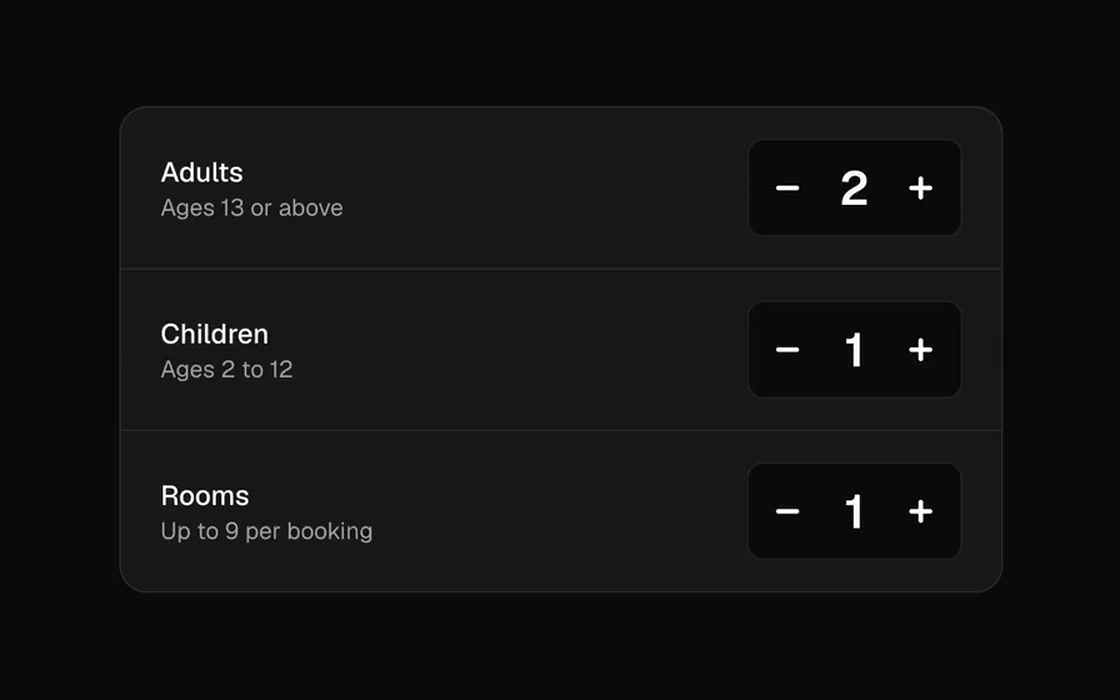 Adults
Ages 13 or above
− 2 +
Children
Ages 2 to 12
− 1 +
Rooms
Up to 9 per booking
− 1 +